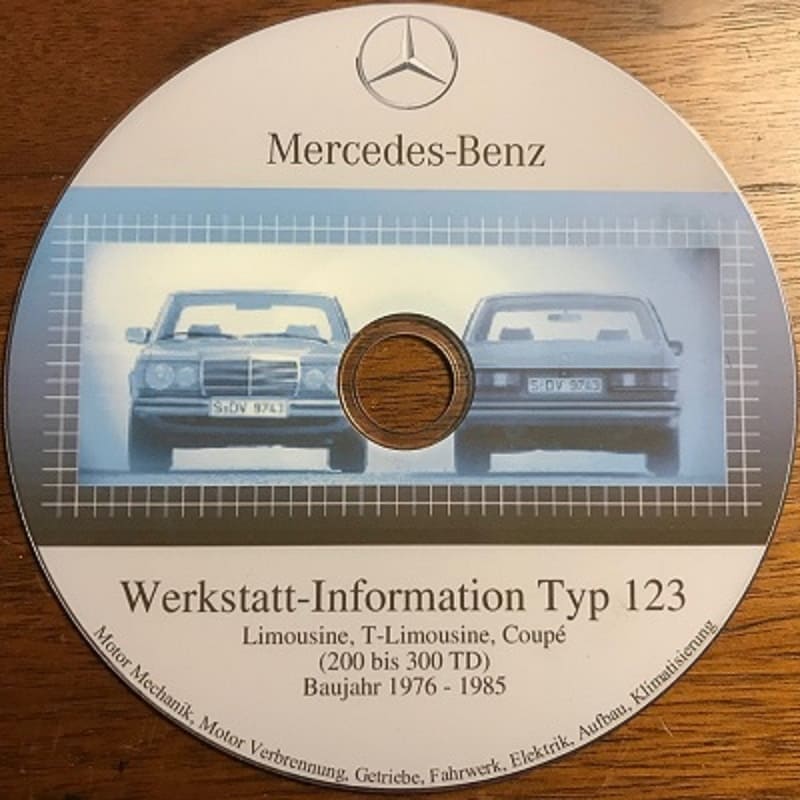 Mercedes-Benz
S-DV 9743
S-DV 9743
Werkstatt-Information Typ 123
Limousine, T-Limousine, Coupé
(200 bis 300 TD)
Baujahr 1976 - 1985
Motor Mechanik, Motor Verbrennung, Getriebe, Fahrwerk, Elektrik, Aufbau, Klimatisierung